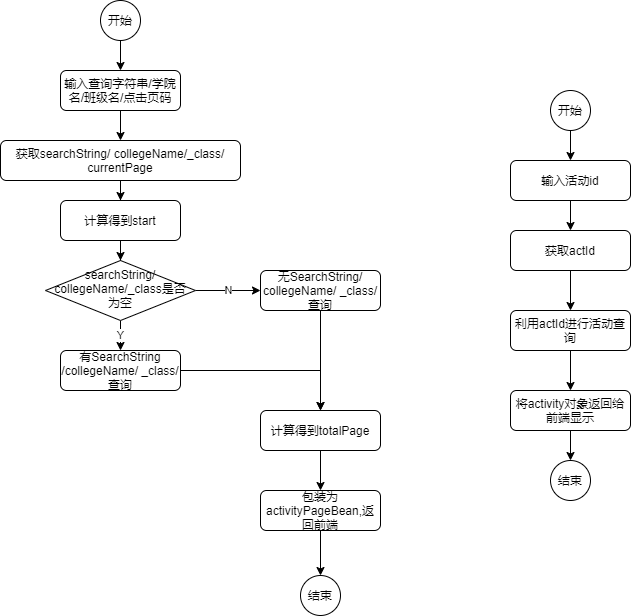 开始
输入查询字符串/学院
名/班级名/点击页码
获取searchString/ collegeName/_class/
currentPage
计算得到start
searchString/
collegeName/_class是否
为空
N
无SearchString/
collegeName/ _class/
查询
Y
有SearchString
/collegeName/ _class/
查询
计算得到totalPage
包装为
activityPageBean,返
回前端
结束
开始
输入活动id
获取actId
利用actId进行活动查
询
将activity对象返回给
前端显示
结束